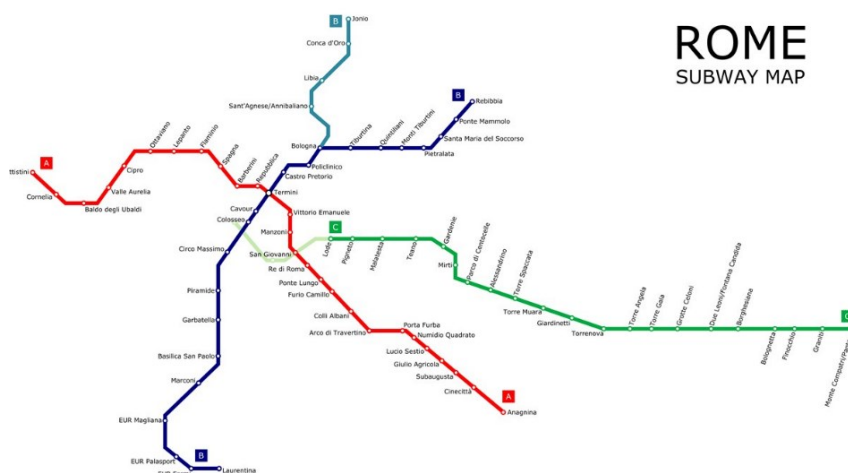 ROME
SUBWAY MAP
B
Jonio
Conca d'Oro
Libia
Sant'Agnese/Annibaliano
Bologna
B
Rebibbia
Ponte Mammolo
Santa Maria del Soccorso
Pietralata
Monti Tiburtini
Quintiliani
Tiburtina
Policlinico
Castro Pretorio
Termini
Cavour
Colosseo
Circo Massimo
Piramide
Garbatella
Basilica San Paolo
Marconi
EUR Magliana
EUR Palasport
B
Laurentina
A
ttistini
Cornelia
Baldo degli Ubaldi
Valle Aurelia
Cipro
Ottaviano
Lepanto
Flaminio
Spagna
Barberini
Repubblica
Vittorio Emanuele
Manzoni
San Giovanni
Re di Roma
Ponte Lungo
Furio Camillo
Colli Albani
Arco di Travertino
Porta Furba
Numidio Quadrato
Lucio Sestio
Giulio Agricola
Subaugusta
Cinecittà
A
Anagnina
C
Lodi
Pigneto
Malatesta
Teano
Gardenie
Mirti
Parco di Centocelle
Alessandrino
Torre Spaccata
Torre Muara
Giardinetti
Torrenova
Torre Angela
Torre Gaia
Grotte Celoni
Due Leoni/Fontana Candida
Borghesiana
Bolognetta
Finocchio
Graniti